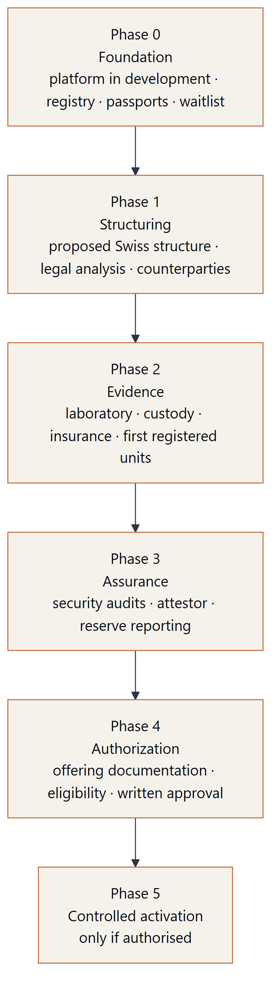 Phase 0
Foundation
platform in development ·
registry · passports · waitlist
Phase 1
Structuring
proposed Swiss structure ·
legal analysis · counterparties
Phase 2
Evidence
laboratory · custody ·
insurance · first registered
units
Phase 3
Assurance
security audits · attestor ·
reserve reporting
Phase 4
Authorization
offering documentation ·
eligibility · written approval
Phase 5
Controlled activation
only if authorised